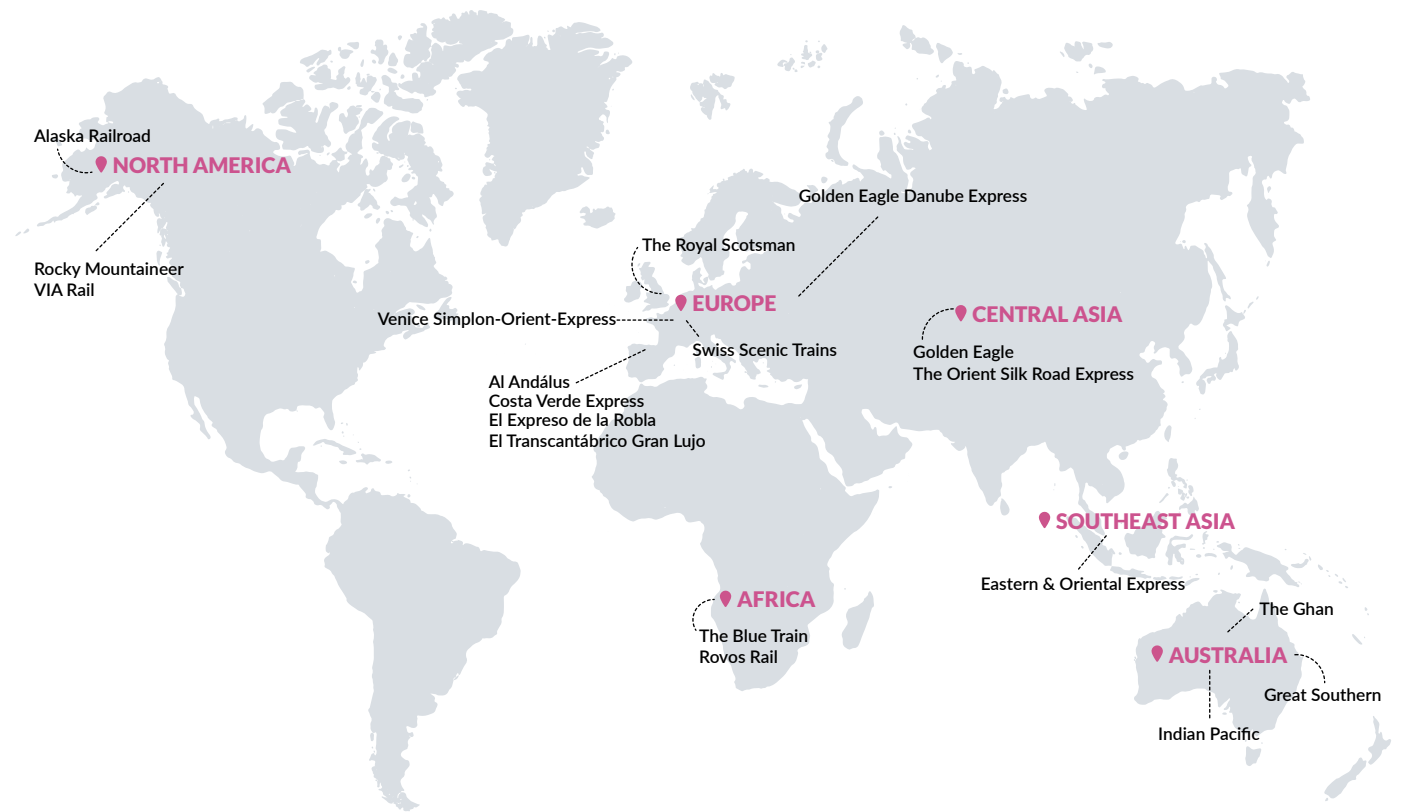 Alaska Railroad
NORTH AMERICA
Rocky Mountaineer
VIA Rail
Golden Eagle Danube Express
The Royal Scotsman
EUROPE
Venice Simplon-Orient-Express
Swiss Scenic Trains
Al Andálus
Costa Verde Express
El Expreso de la Robla
El Transcantábrico Gran Lujo
CENTRAL ASIA
Golden Eagle
The Orient Silk Road Express
SOUTHEAST ASIA
Eastern & Oriental Express
AFRICA
The Blue Train
Rovos Rail
The Ghan
AUSTRALIA
Great Southern
Indian Pacific